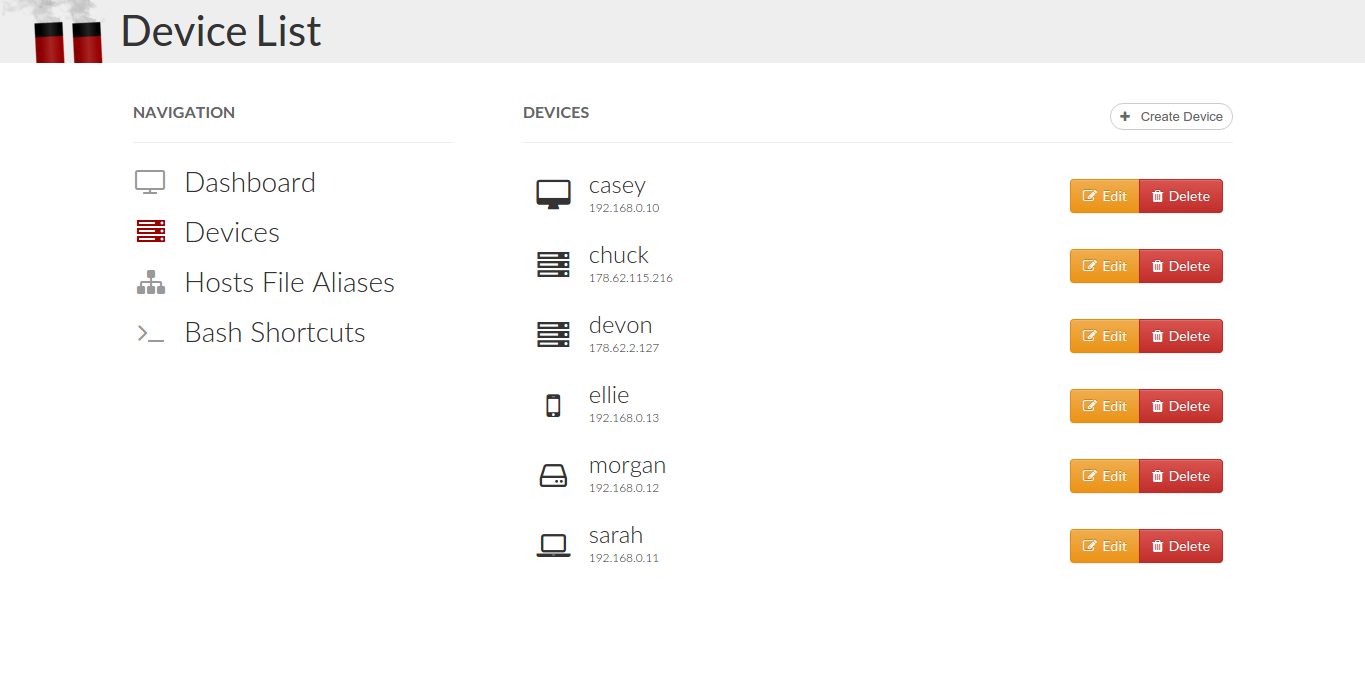 Device List
NAVIGATION
Dashboard
Devices
Hosts File Aliases
Bash Shortcuts
DEVICES
Create Device
casey
192.168.0.10
Edit Delete
chuck
178.62.115.216
Edit Delete
devon
178.62.2.127
Edit Delete
ellie
192.168.0.13
Edit Delete
morgan
192.168.0.12
Edit Delete
sarah
192.168.0.11
Edit Delete